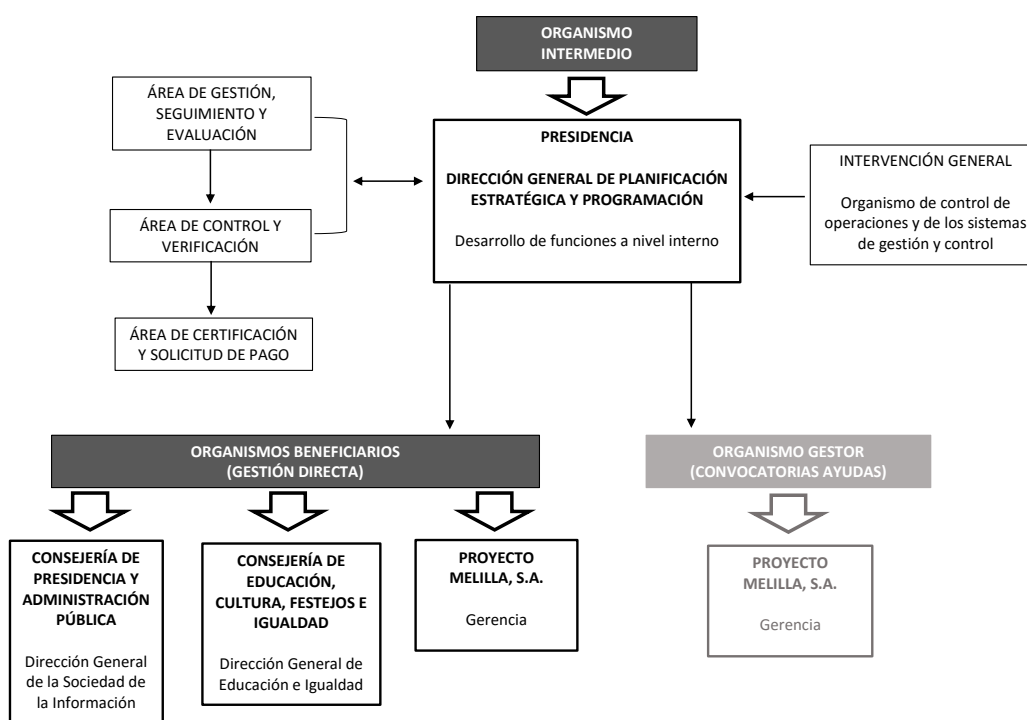 ORGANISMO
INTERMEDIO
ÁREA DE GESTIÓN,
SEGUIMIENTO Y
EVALUACIÓN
ÁREA DE CONTROL Y
VERIFICACIÓN
ÁREA DE CERTIFICACIÓN
Y SOLICITUD DE PAGO
PRESIDENCIA
DIRECCIÓN GENERAL DE PLANIFICACIÓN
ESTRATÉGICA Y PROGRAMACIÓN
Desarrollo de funciones a nivel interno
INTERVENCIÓN GENERAL
Organismo de control de
operaciones y de los sistemas
de gestión y control
ORGANISMOS BENEFICIARIOS
(GESTIÓN DIRECTA)
ORGANISMO GESTOR
(CONVOCATORIAS AYUDAS)
CONSEJERÍA DE
PRESIDENCIA Y
ADMINISTRACIÓN
PÚBLICA
Dirección General
de la Sociedad de
la Información
CONSEJERÍA DE
EDUCACIÓN,
CULTURA, FESTEJOS E
IGUALDAD
Dirección General de
Educación e Igualdad
PROYECTO
MELILLA, S.A.
Gerencia
PROYECTO
MELILLA, S.A.
Gerencia